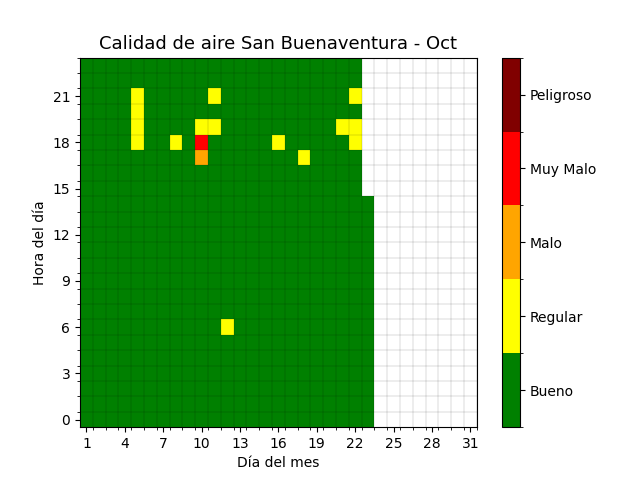 Calidad de aire San Buenaventura - Oct
Hora del día
21
18
15
12
9
6
3
0
1 4 7 10 13 16 19 22 25 28 31
Día del mes
Peligroso
Muy Malo
Malo
Regular
Bueno